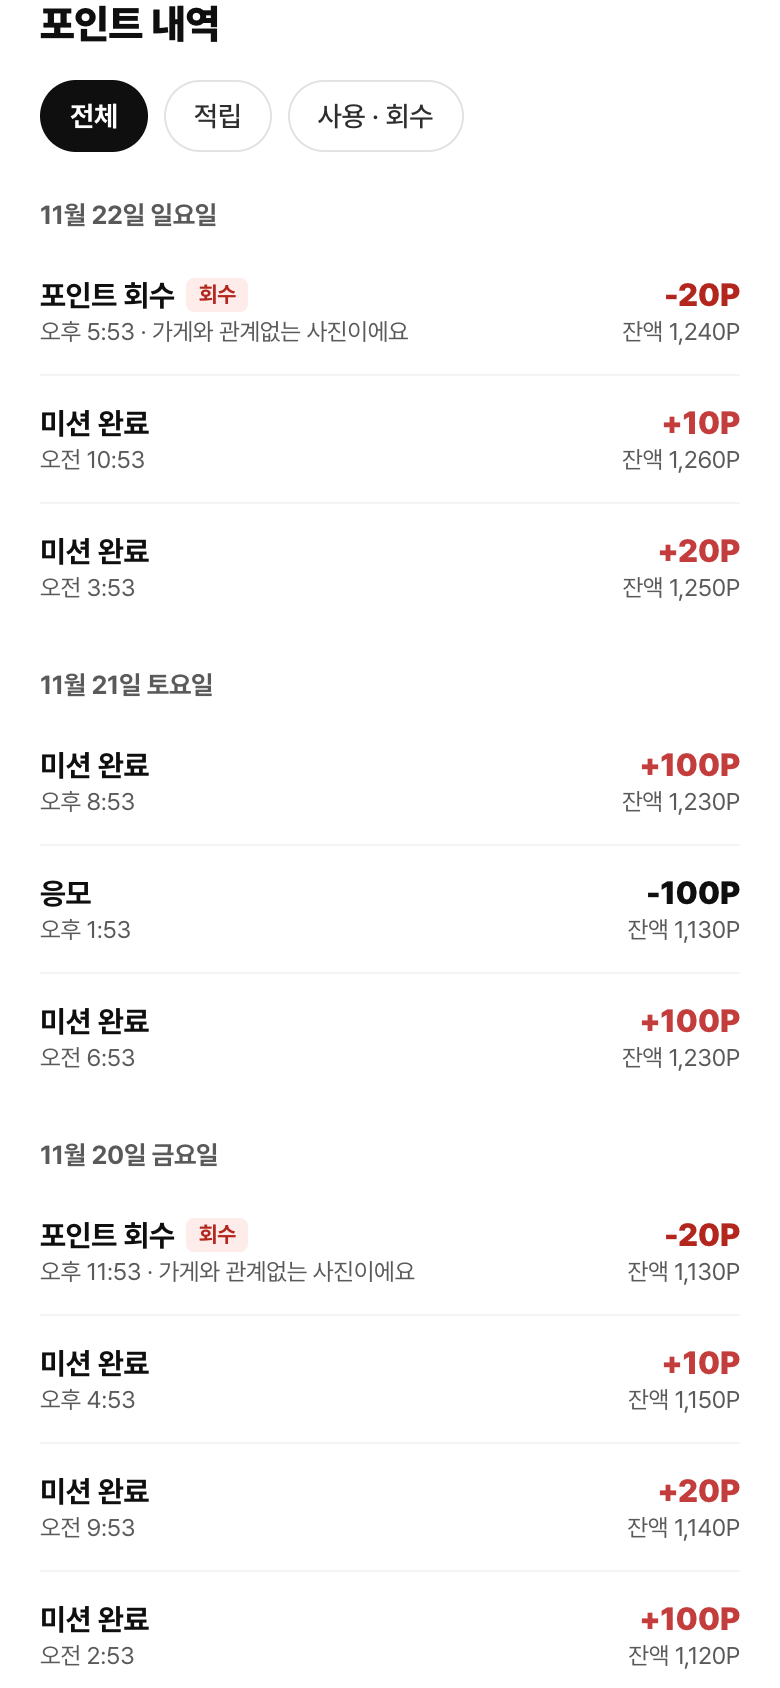 포인트 내역
전체 적립 사용 · 회수
11월 22일 일요일
포인트 회수 회수 -20P
오후 5:53 · 가게와 관계없는 사진이에요 잔액 1,240P
미션 완료 +10P
오전 10:53 잔액 1,260P
미션 완료 +20P
오전 3:53 잔액 1,250P
11월 21일 토요일
미션 완료 +100P
오후 8:53 잔액 1,230P
응모 -100P
오후 1:53 잔액 1,130P
미션 완료 +100P
오전 6:53 잔액 1,230P
11월 20일 금요일
포인트 회수 회수 -20P
오후 11:53 · 가게와 관계없는 사진이에요 잔액 1,130P
미션 완료 +10P
오후 4:53 잔액 1,150P
미션 완료 +20P
오전 9:53 잔액 1,140P
미션 완료 +100P
오전 2:53 잔액 1,120P